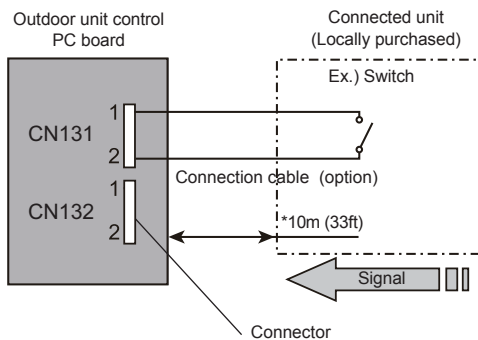 Outdoor unit control
PC board
Connected unit
(Locally purchased)
Ex.) Switch
CN131
1
2
Connection cable (option)
CN132
1
2
*10m (33ft)
Signal
Connector